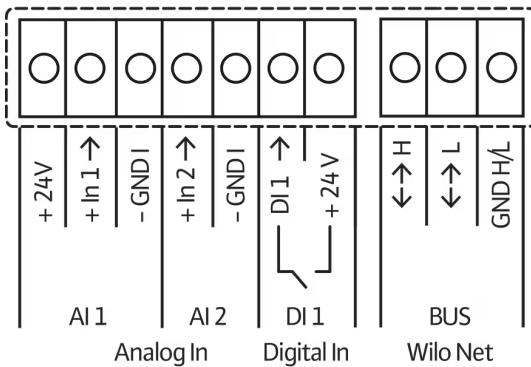 + 24V
+ In 1 →
- GND I
+ In 2 →
- GND I
DI 1 →
+ 24 V
←→ H
←→ L
GND H/L
AI 1 AI 2 DI 1 BUS
Analog In Digital In Wilo Net